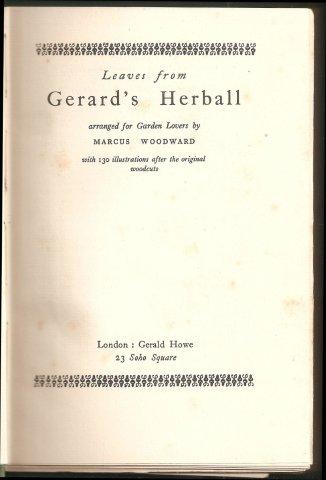 Leaves from
Gerard's Herball
arranged for Garden Lovers by
MARCUS WOODWARD
with 130 illustrations after the original
woodcuts
London : Gerald Howe
23 Soho Square